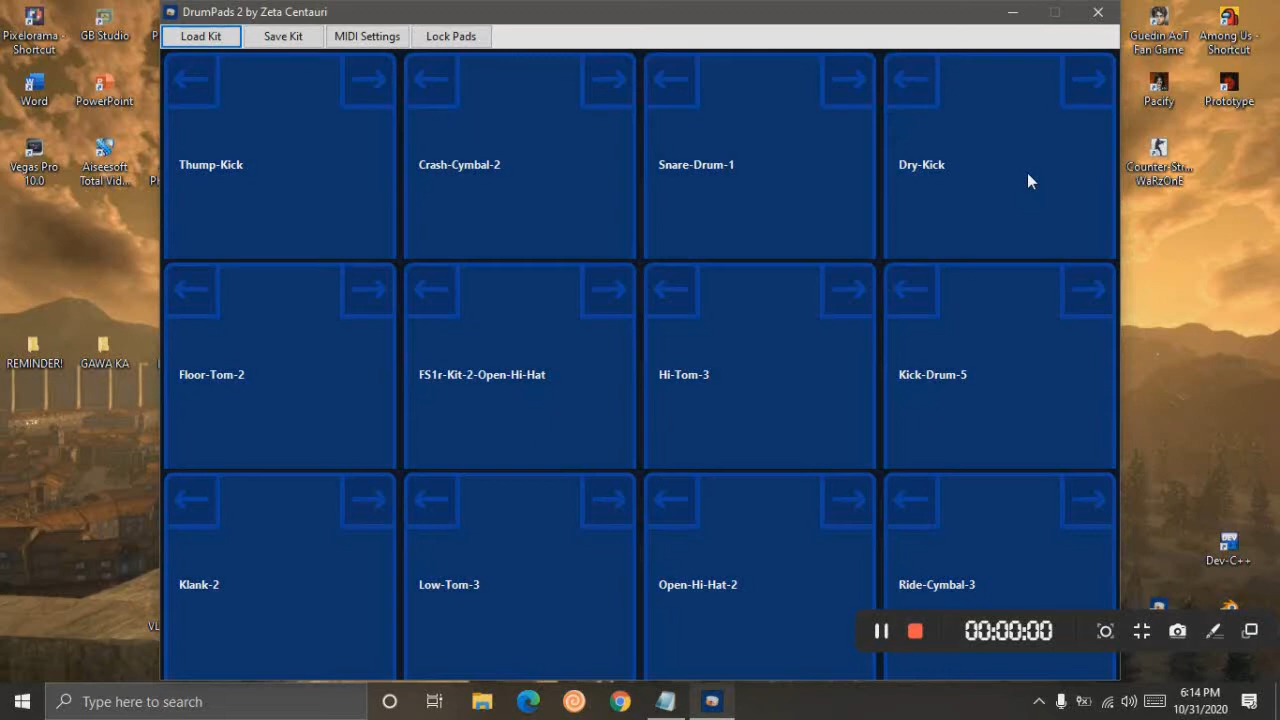 DrumPads 2 by Zeta Centauri
Load Kit
Save Kit
MIDI Settings
Lock Pads
Pixelorama -
Shortcut
GB Studio
Word
PowerPoint
Vegas Pro
10.0
Aiseesoft
Total Vid...
REMINDER!
GAWA KA
Thump-Kick
Crash-Cymbal-2
Snare-Drum-1
Dry-Kick
Floor-Tom-2
FS1r-Kit-2-Open-Hi-Hat
Hi-Tom-3
Kick-Drum-5
Klank-2
Low-Tom-3
Open-Hi-Hat-2
Ride-Cymbal-3
Guedin AoT
Fan Game
Among Us -
Shortcut
Pacify
Prototype
Counter-Stri...
WaRzOnE
DEV
Dev-C++
00:00:00
Type here to search
6:14 PM
10/31/2020